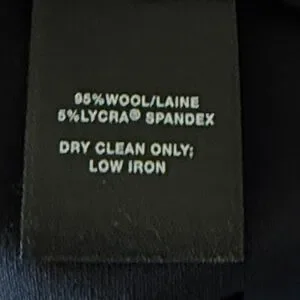 95%WOOL/LAINE
5%LYCRA® SPANDEX
DRY CLEAN ONLY;
LOW IRON